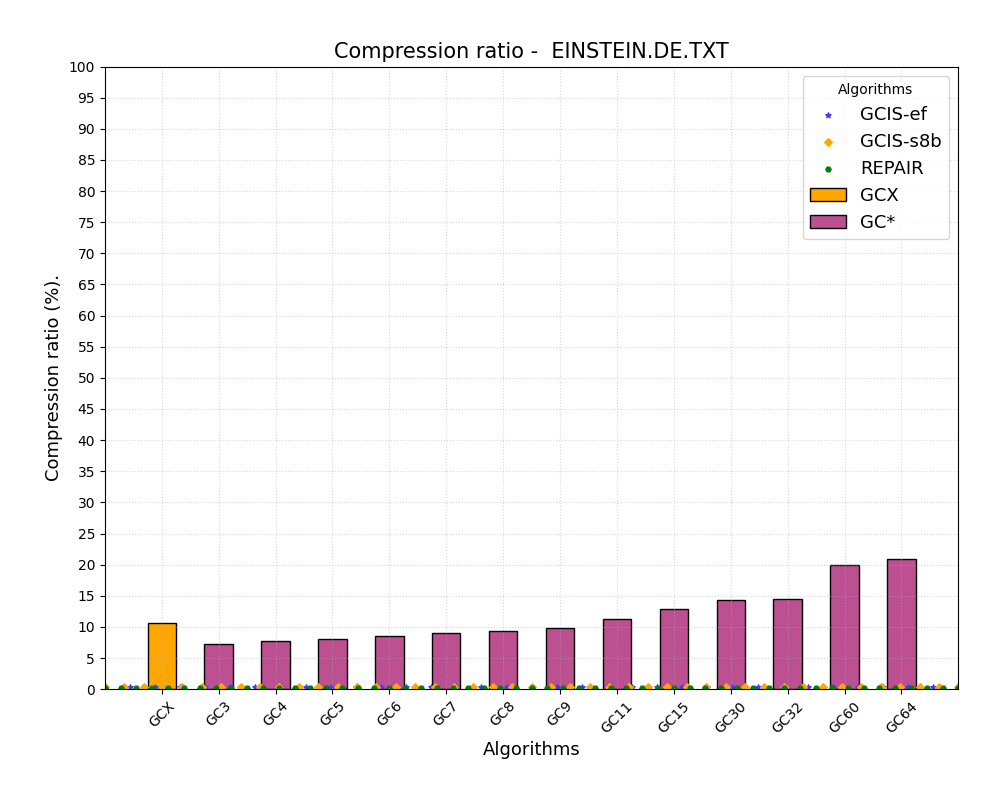 Compression ratio -  EINSTEIN.DE.TXT
Compression ratio (%).
100
95
90
85
80
75
70
65
60
55
50
45
40
35
30
25
20
15
10
5
0
Algorithms
GCIS-ef
GCIS-s8b
REPAIR
GCX
GC*
GCX GC3 GC4 GC5 GC6 GC7 GC8 GC9 GC11 GC15 GC30 GC32 GC60 GC64
Algorithms